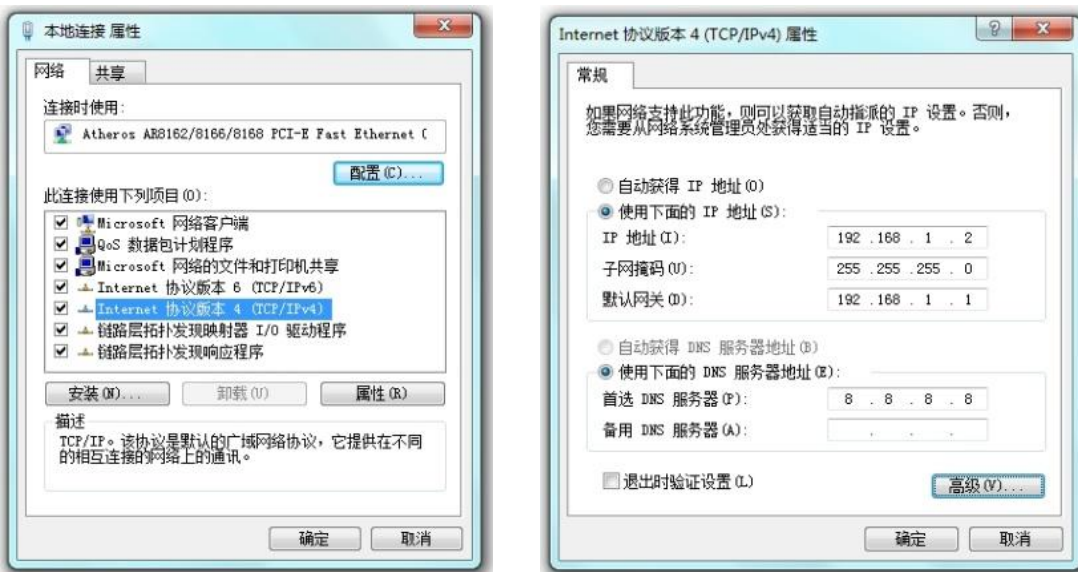 本地连接 属性
网络
共享
连接时使用:
Atheros AR8162/8166/8168 PCI-E Fast Ethernet C
配置(C)...
此连接使用下列项目(O):
Microsoft 网络客户端
QoS 数据包计划程序
Microsoft 网络的文件和打印机共享
Internet 协议版本 6 (TCP/IPv6)
Internet 协议版本 4 (TCP/IPv4)
链路层拓扑发现映射器 I/O 驱动程序
链路层拓扑发现响应程序
安装(N)...
卸载(U)
属性(R)
描述
TCP/IP。该协议是默认的广域网络协议，它提供在不同
的相互连接的网络上的通讯。
确定
取消
Internet 协议版本 4 (TCP/IPv4) 属性
常规
如果网络支持此功能，则可以获取自动指派的 IP 设置。否则，
您需要从网络系统管理员处获得适当的 IP 设置。
自动获得 IP 地址(O)
使用下面的 IP 地址(S):
IP 地址(I):
192 .168 . 1 . 2
子网掩码(U):
255 .255 .255 . 0
默认网关(D):
192 .168 . 1 . 1
自动获得 DNS 服务器地址(B)
使用下面的 DNS 服务器地址(E):
首选 DNS 服务器(P):
8 . 8 . 8 . 8
备用 DNS 服务器(A):
. . .
退出时验证设置(L)
高级(V)...
确定
取消